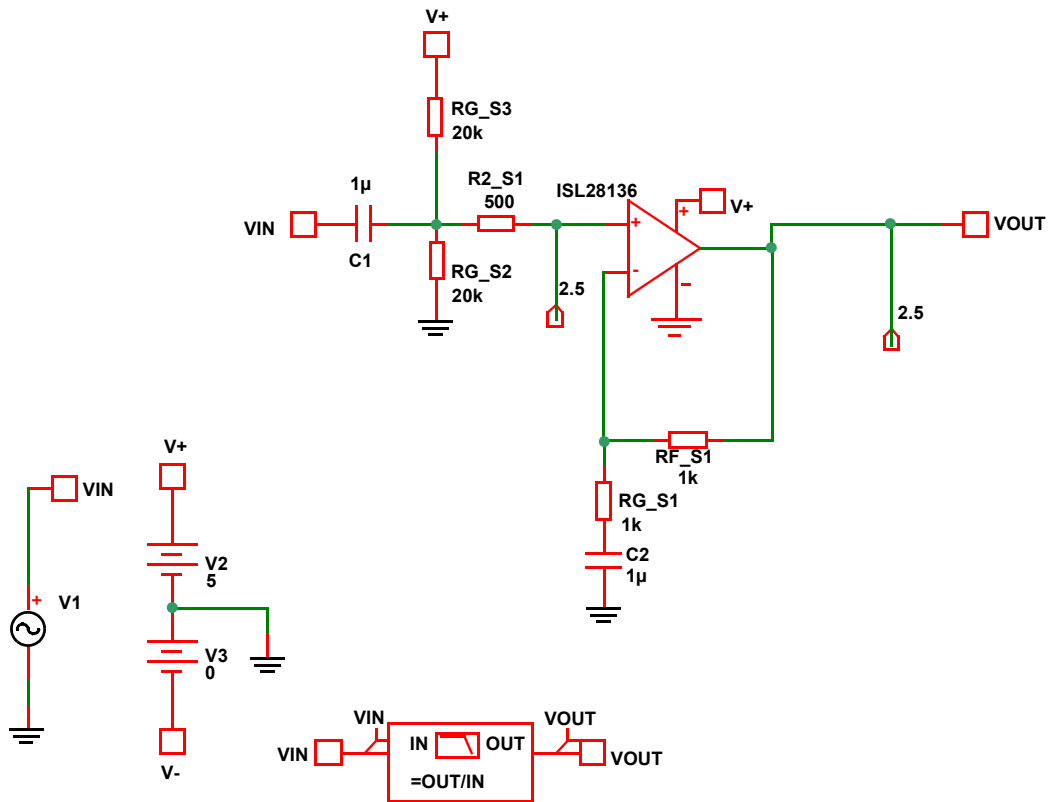 V+
RG_S3
20k
1µ
R2_S1
500
ISL28136
+
V+
VIN
+
VOUT
C1
RG_S2
20k
-
−
2.5
2.5
RF_S1
1k
V+
VIN
RG_S1
1k
C2
1µ
V2
5
+
V1
V3
0
VIN
VOUT
VIN
IN
OUT
VOUT
V-
=OUT/IN